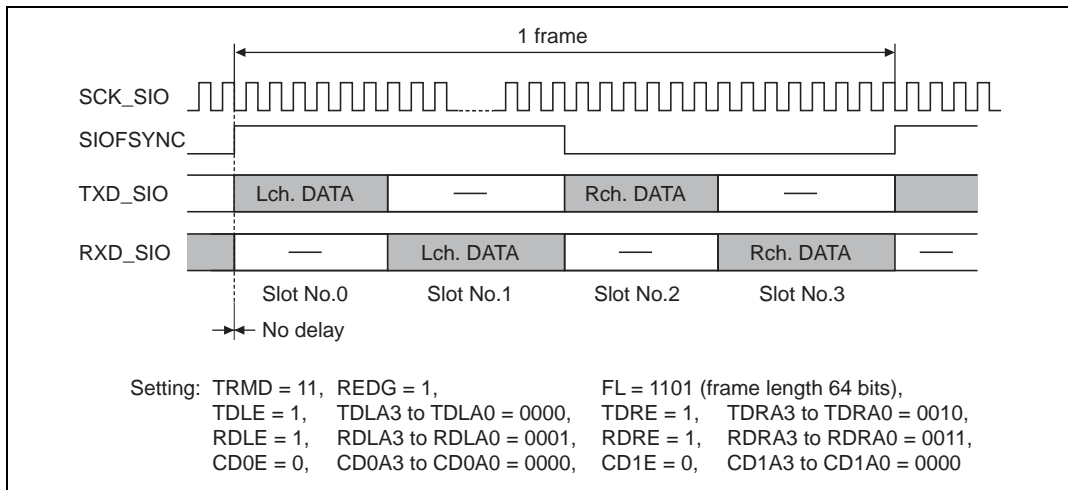 1 frame
SCK_SIO
SIOFSYNC
TXD_SIO Lch. DATA — Rch. DATA —
RXD_SIO — Lch. DATA — Rch. DATA —
Slot No.0 Slot No.1 Slot No.2 Slot No.3
No delay
Setting: TRMD = 11, REDG = 1, FL = 1101 (frame length 64 bits),
TDLE = 1, TDLA3 to TDLA0 = 0000, TDRE = 1, TDRA3 to TDRA0 = 0010,
RDLE = 1, RDLA3 to RDLA0 = 0001, RDRE = 1, RDRA3 to RDRA0 = 0011,
CD0E = 0, CD0A3 to CD0A0 = 0000, CD1E = 0, CD1A3 to CD1A0 = 0000